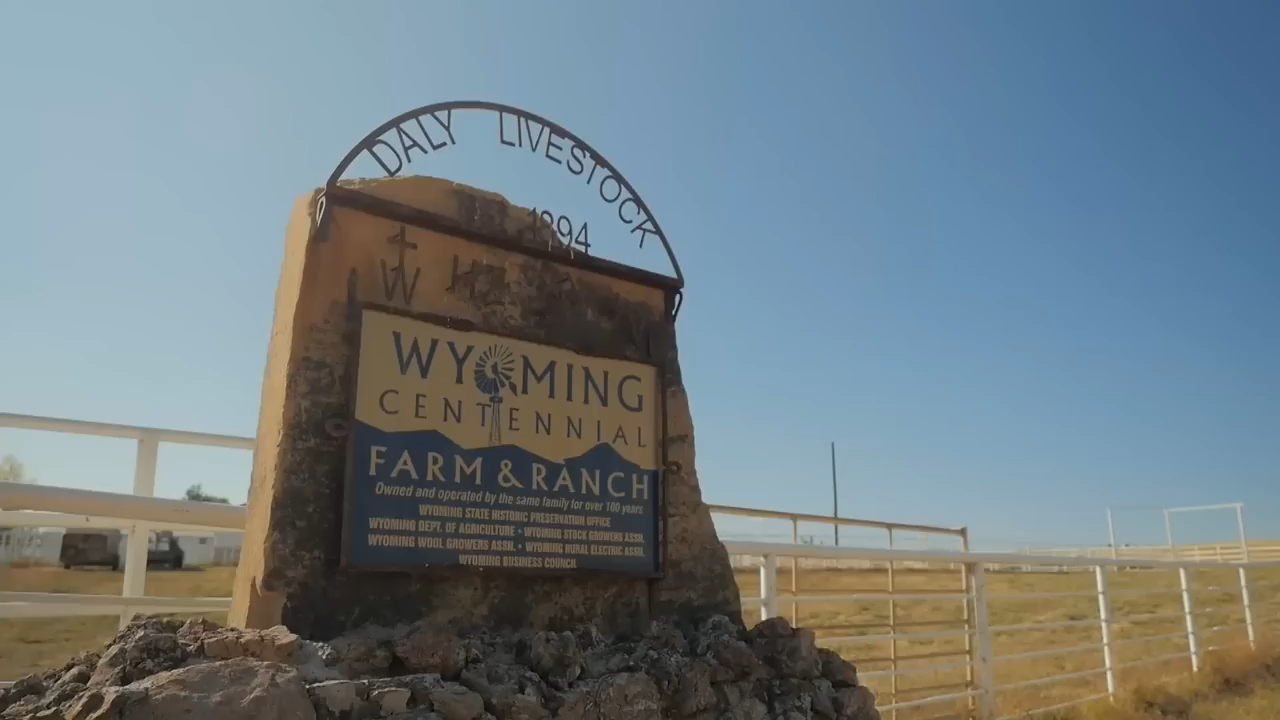 DALY LIVESTOCK
1994
WYOMING
CENTENNIAL
FARM & RANCH
Owned and operated by the same family for over 100 years
WYOMING STATE HISTORIC PRESERVATION OFFICE
WYOMING DEPT. OF AGRICULTURE • WYOMING STOCK GROWERS ASSN.
WYOMING WOOL GROWERS ASSN. • WYOMING RURAL ELECTRIC ASSN.
WYOMING BUSINESS COUNCIL